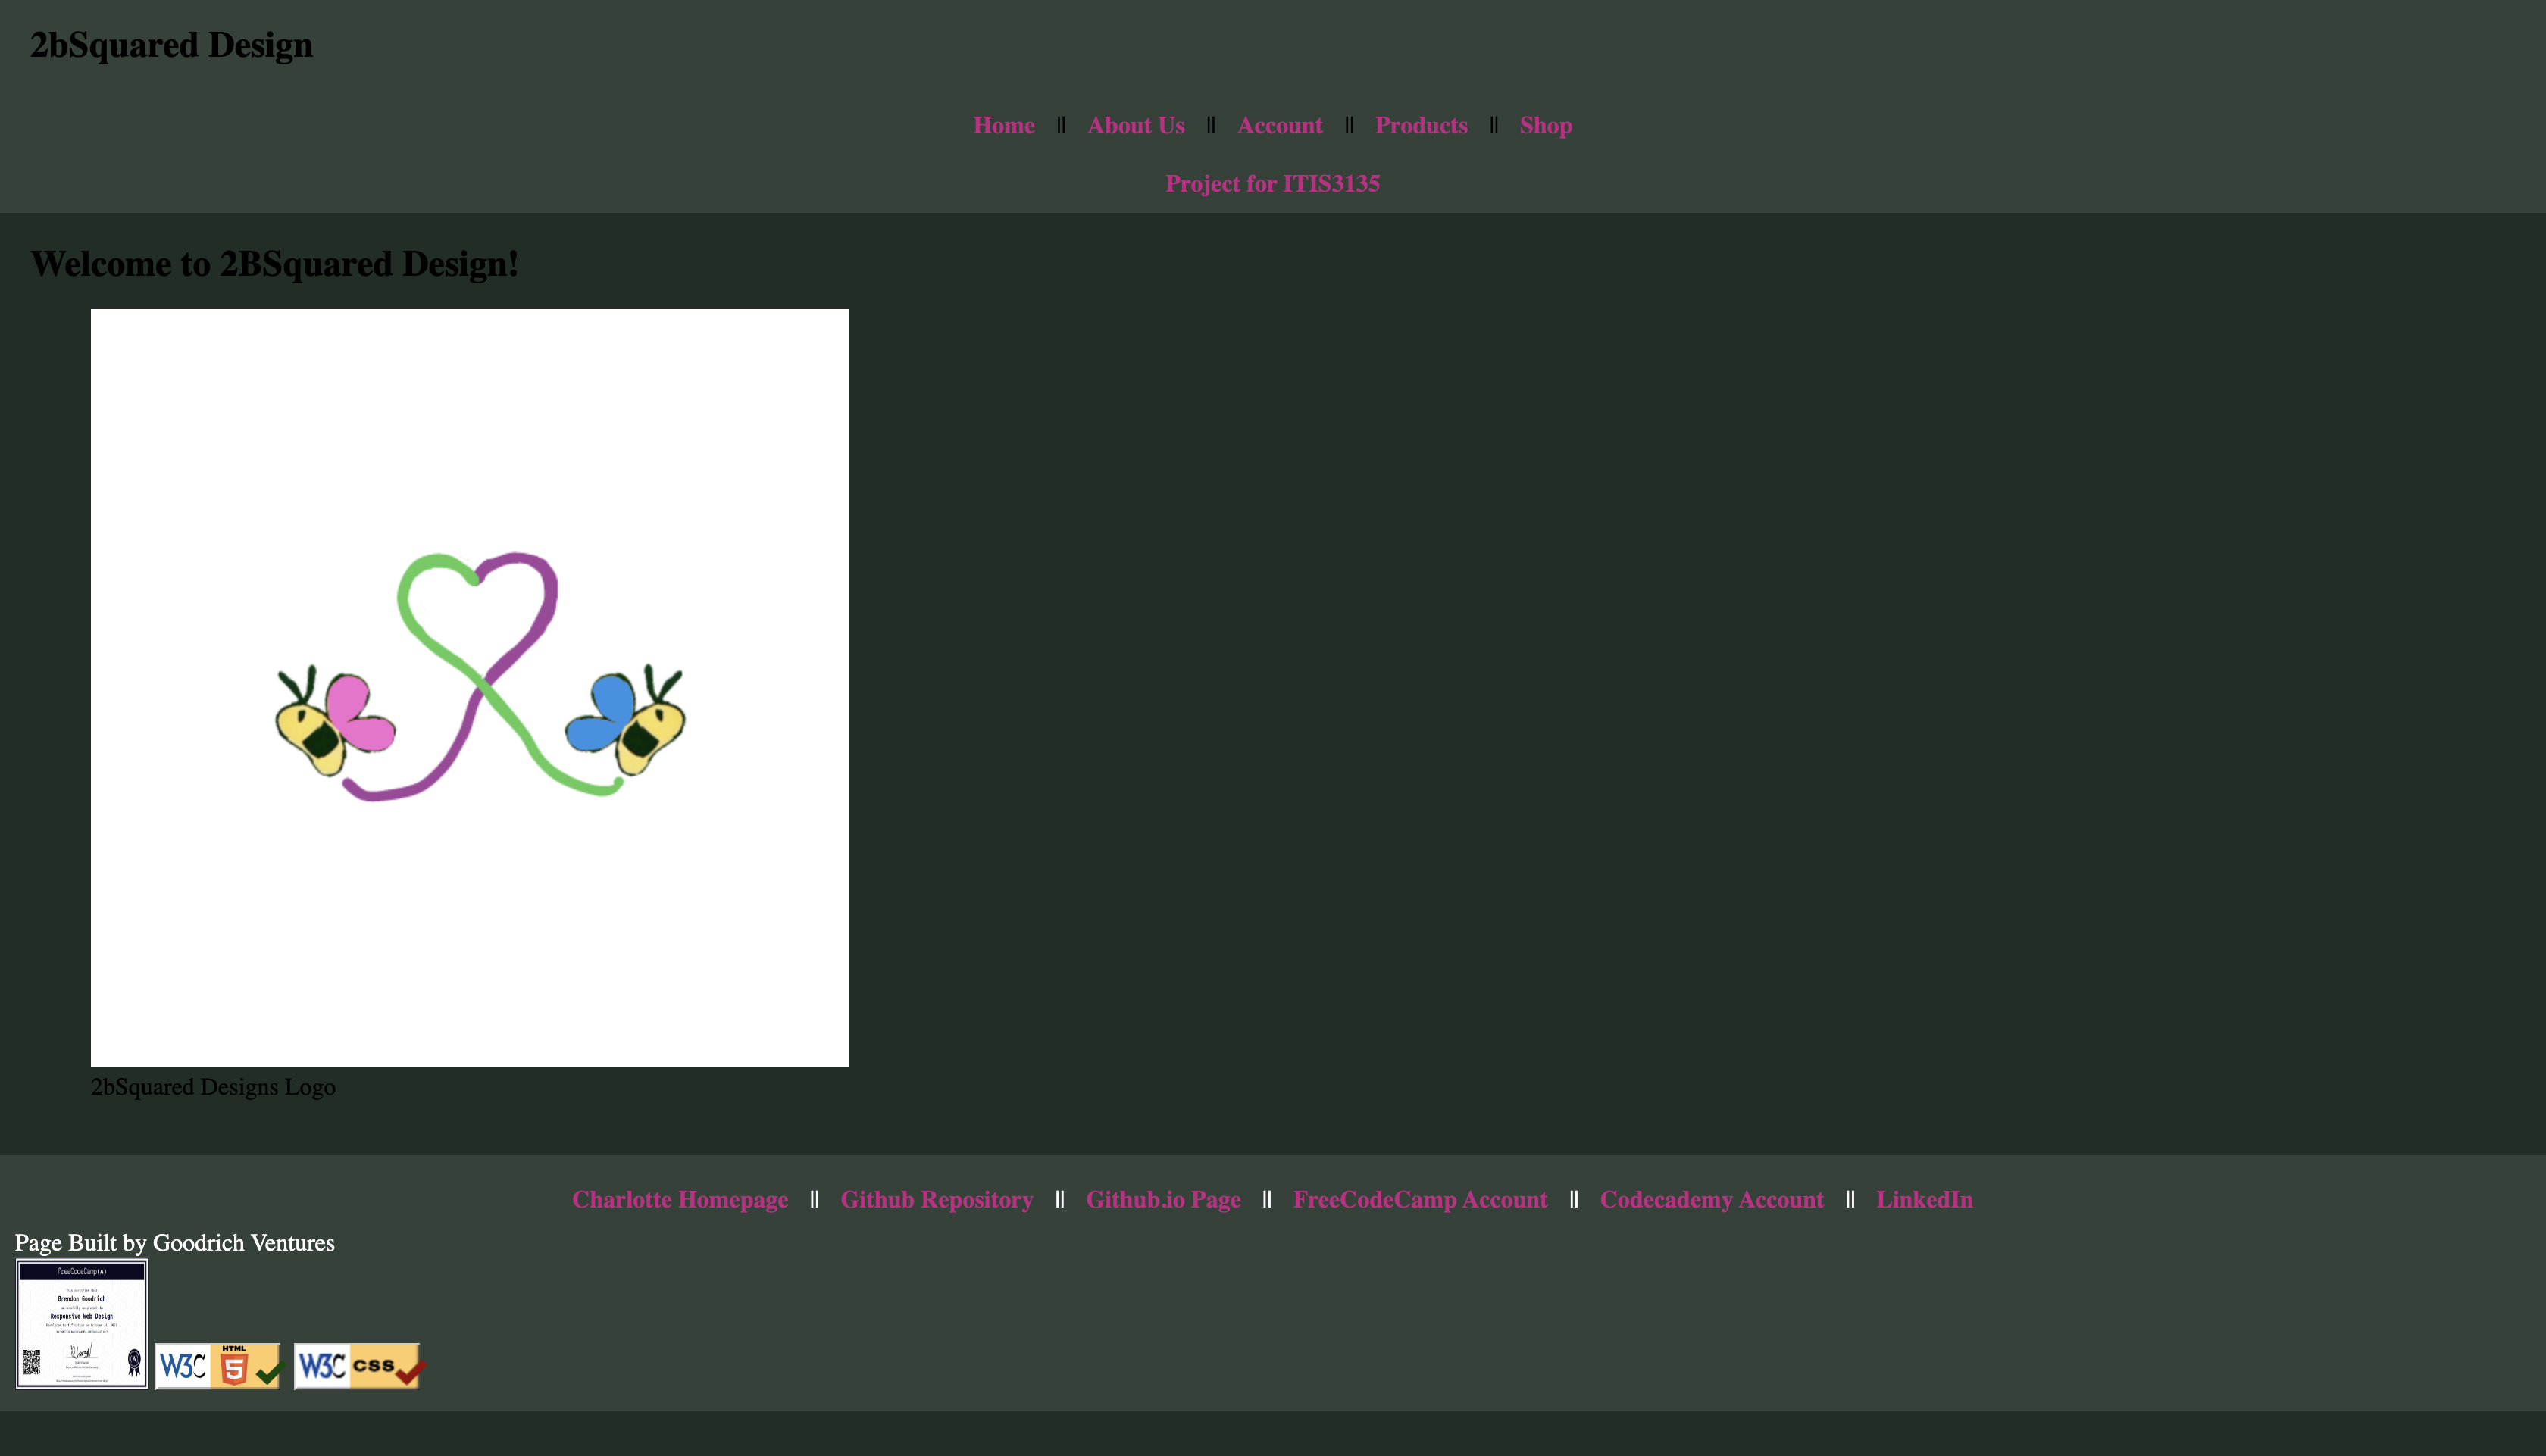 2bSquared Design
Home || About Us || Account || Products || Shop
Project for ITIS3135
Welcome to 2BSquared Design!
2bSquared Designs Logo
Charlotte Homepage || Github Repository || Github.io Page || FreeCodeCamp Account || Codecademy Account || LinkedIn
Page Built by Goodrich Ventures
freeCodeCamp(A)
Brendon Goodrich
Responsive Web Design
W3C HTML 5
W3C CSS